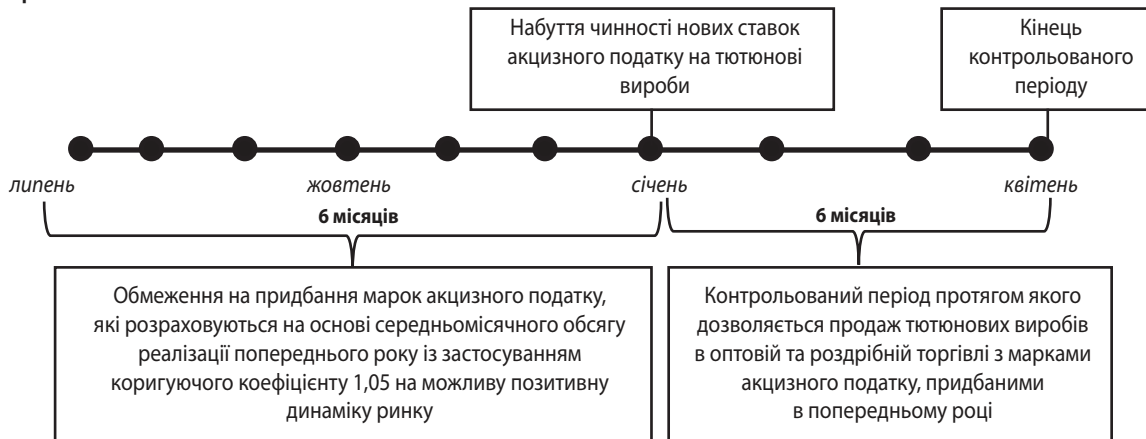 Набуття чинності нових ставок
акцизного податку на тютюнові
вироби
Кінець
контрольованого
періоду
липень
жовтень
січень
квітень
6 місяців
6 місяців
Обмеження на придбання марок акцизного податку,
які розраховуються на основі середньомісячного обсягу
реалізації попереднього року із застосуванням
коригуючого коефіцієнту 1,05 на можливу позитивну
динаміку ринку
Контрольований період протягом якого
дозволяється продаж тютюнових виробів
в оптовій та роздрібній торгівлі з марками
акцизного податку, придбаними
в попередньому році